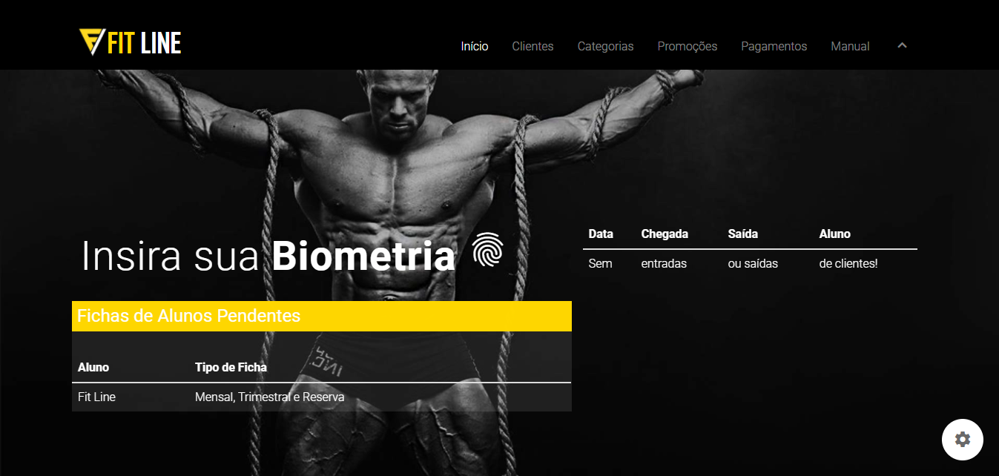 FIT LINE
Início Clientes Categorias Promoções Pagamentos Manual
Insira sua Biometria
Data Chegada Saída Aluno
Sem entradas ou saídas de clientes!
Fichas de Alunos Pendentes
Aluno Tipo de Ficha
Fit Line Mensal, Trimestral e Reserva